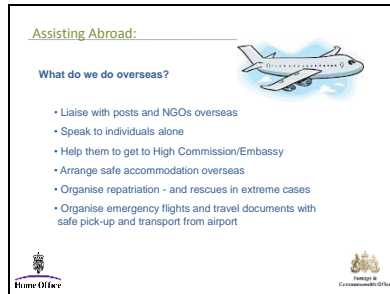 Assisting Abroad:
What do we do overseas?
• Liaise with posts and NGOs overseas
• Speak to individuals alone
• Help them to get to High Commission/Embassy
• Arrange safe accommodation overseas
• Organise repatriation - and rescues in extreme cases
• Organise emergency flights and travel documents with
safe pick-up and transport from airport
Home Office
Foreign &
Commonwealth Office